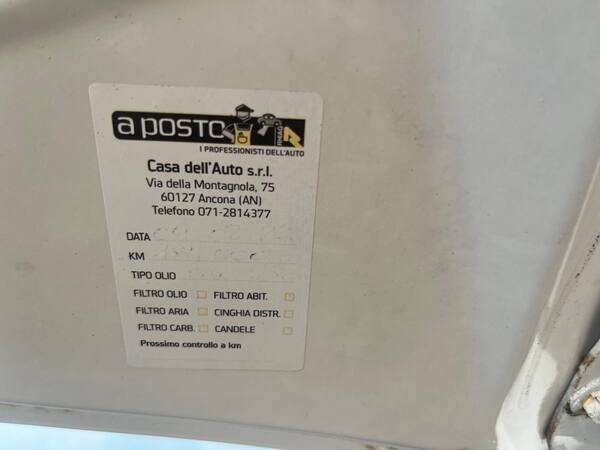 a POSTO
RHIAG
I PROFESSIONISTI DELL'AUTO
Casa dell'Auto s.r.l.
Via della Montagnola, 75
60127 Ancona (AN)
Telefono 071-2814377
DATA
KM
TIPO OLIO
FILTRO OLIO FILTRO ABIT.
FILTRO ARIA CINGHIA DISTR.
FILTRO CARB. CANDELE
Prossimo controllo a km